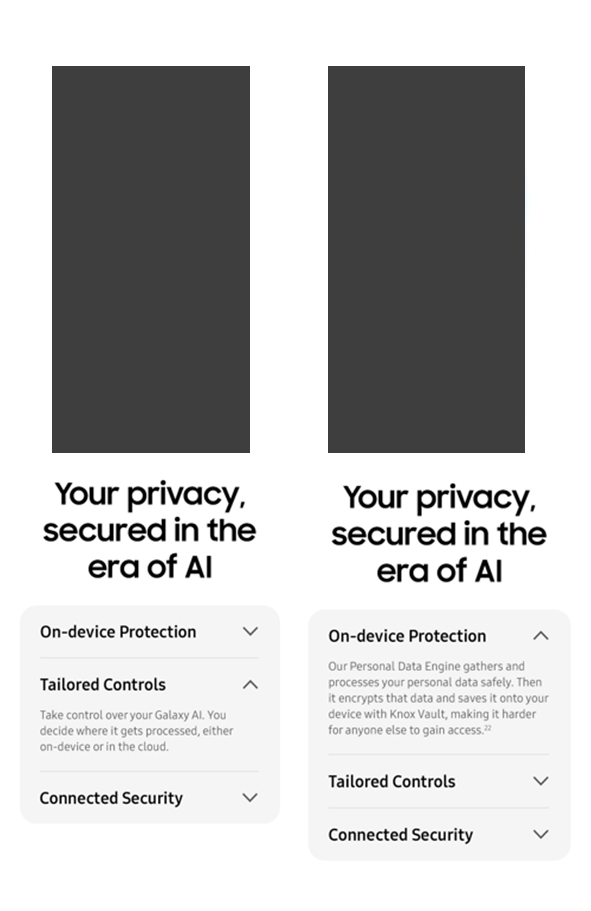 Your privacy,
secured in the
era of AI
On-device Protection
Tailored Controls
Take control over your Galaxy AI. You
decide where it gets processed, either
on-device or in the cloud.
Connected Security
Your privacy,
secured in the
era of AI
On-device Protection
Our Personal Data Engine gathers and
processes your personal data safely. Then
it encrypts that data and saves it onto your
device with Knox Vault, making it harder
for anyone else to gain access.²²
Tailored Controls
Connected Security